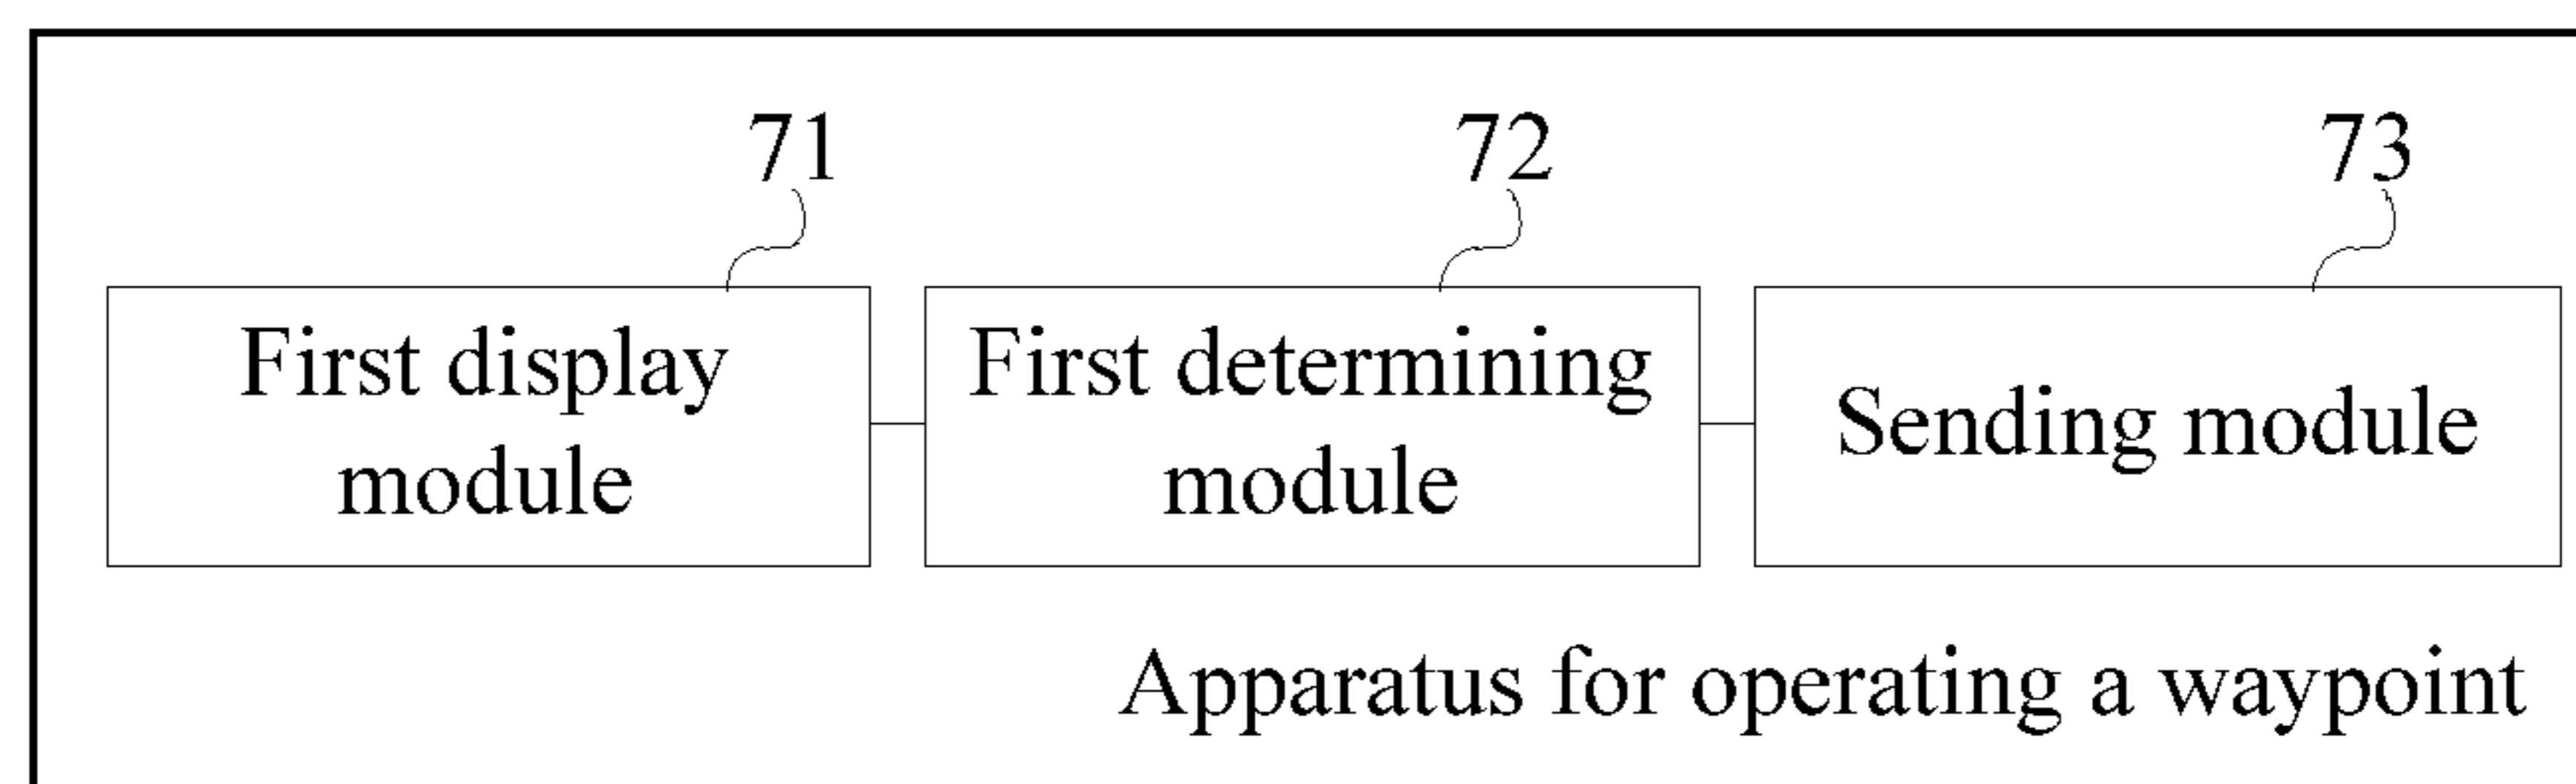 71
72
73
First display
module
First determining
module
Sending module
Apparatus for operating a waypoint